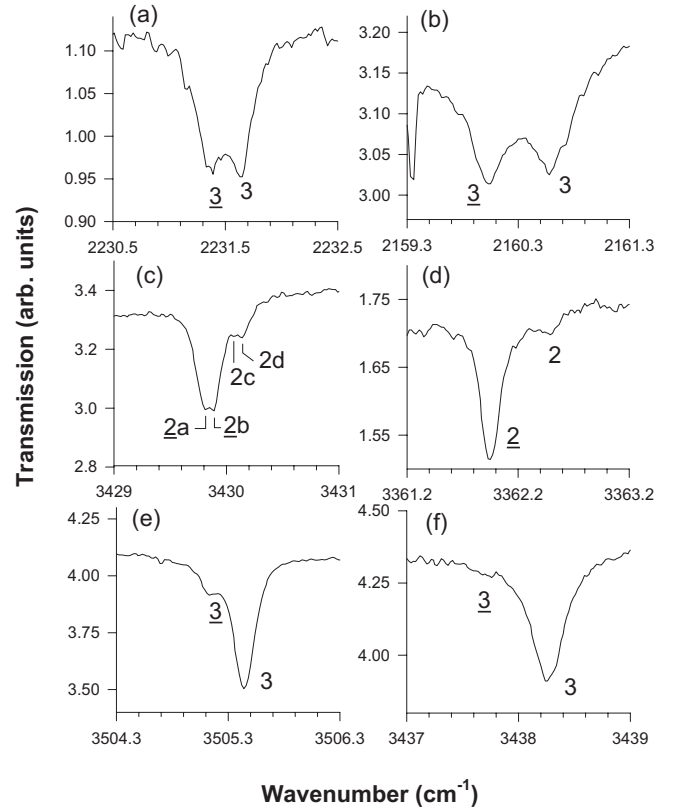 (a)
1.10
1.05
1.00
0.95
0.90
3
3
2230.5 2231.5 2232.5
(b)
3.20
3.15
3.10
3.05
3.00
3
3
2159.3 2160.3 2161.3
Transmission (arb. units)
(c)
3.4
3.2
3.0
2.8
2d
2c
2a 2b
3429 3430 3431
(d)
1.75
1.65
1.55
2
2
3361.2 3362.2 3363.2
(e)
4.25
4.00
3.75
3.50
3
3
3504.3 3505.3 3506.3
(f)
4.50
4.25
4.00
3
3
3437 3438 3439
Wavenumber (cm⁻¹)